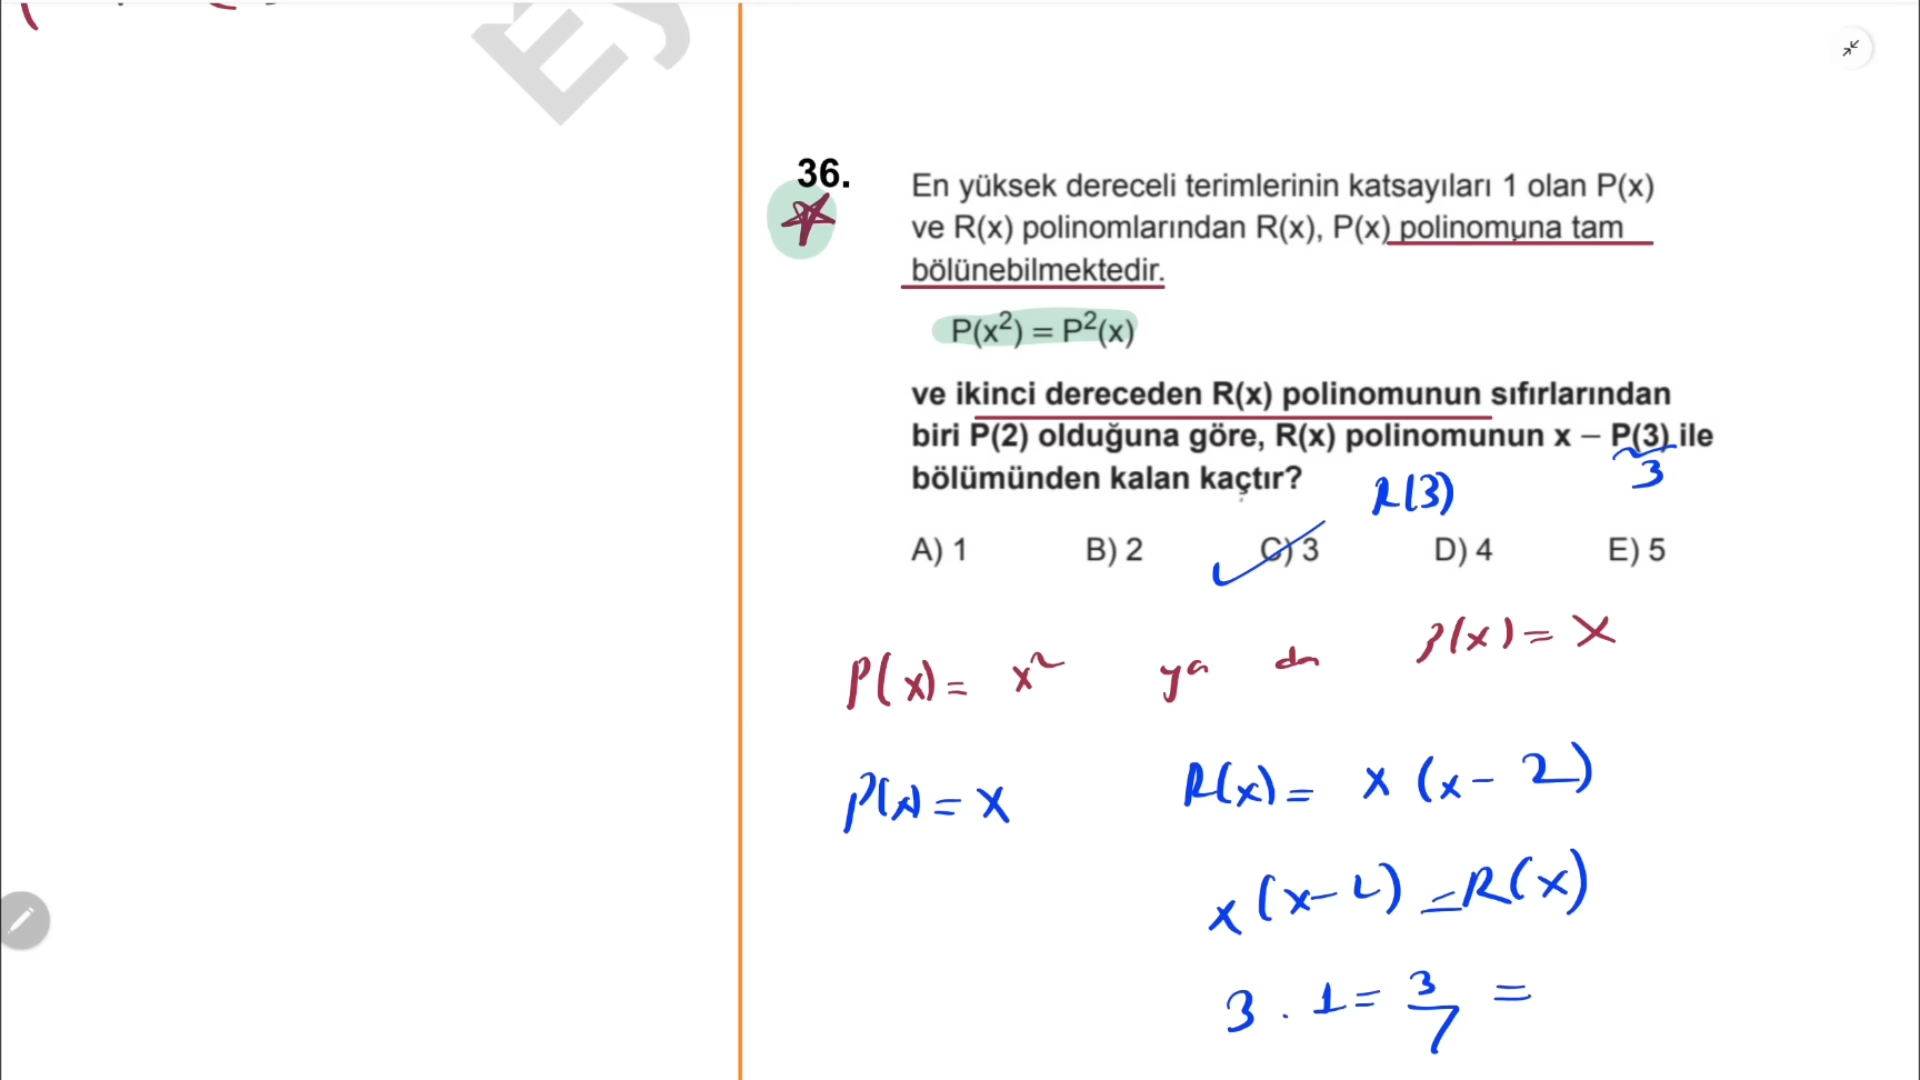 Ey
36.
En yüksek dereceli terimlerinin katsayıları 1 olan P(x)
ve R(x) polinomlarından R(x), P(x) polinomuna tam
bölünebilmektedir.
P(x²) = P²(x)
ve ikinci dereceden R(x) polinomunun sıfırlarından
biri P(2) olduğuna göre, R(x) polinomunun x – P(3) ile
bölümünden kalan kaçtır?
3
R(3)
A) 1 B) 2 C) 3 D) 4 E) 5
P(x) = x² ya da P(x) = x
P(x) = x R(x) = x (x - 2)
x (x - 2) = R(x)
3 . 1 = 3 =